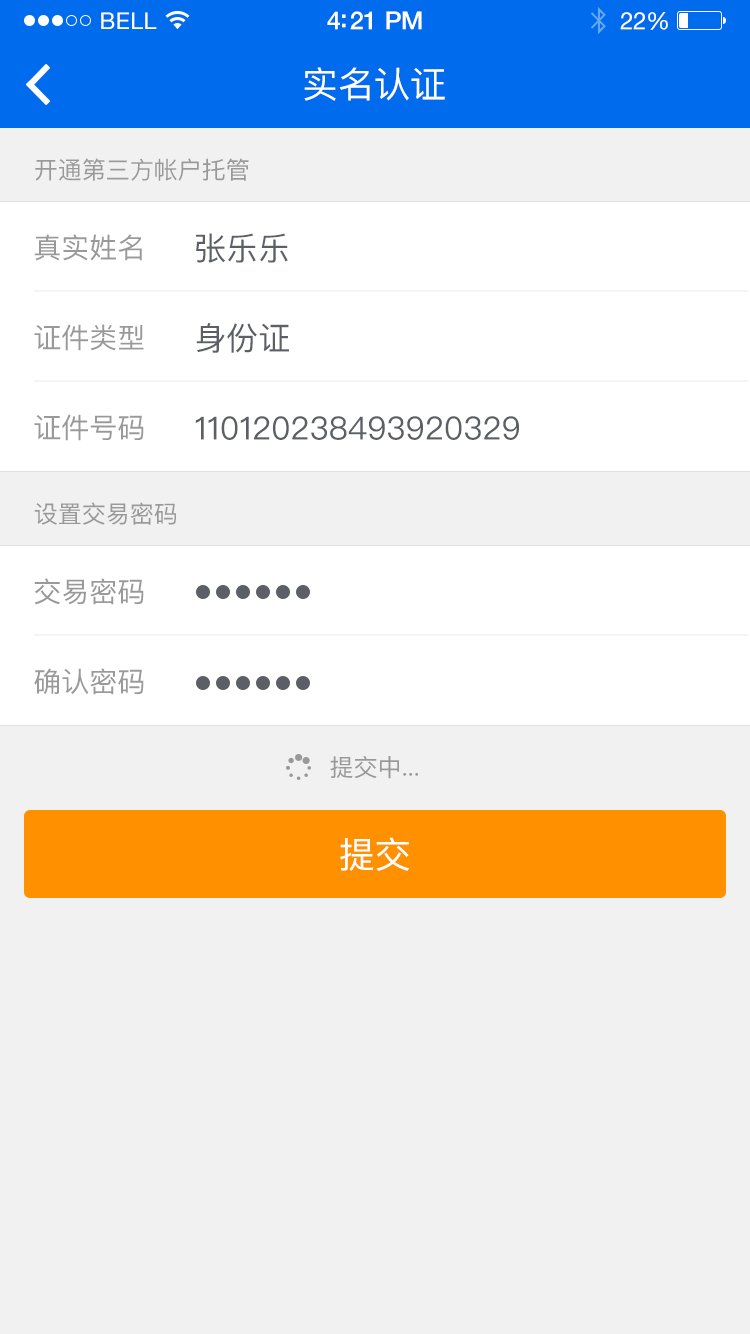 BELL 4:21 PM 22%
实名认证
开通第三方帐户托管
真实姓名 张乐乐
证件类型 身份证
证件号码 110120238493920329
设置交易密码
交易密码 ●●●●●●
确认密码 ●●●●●●
提交中...
提交